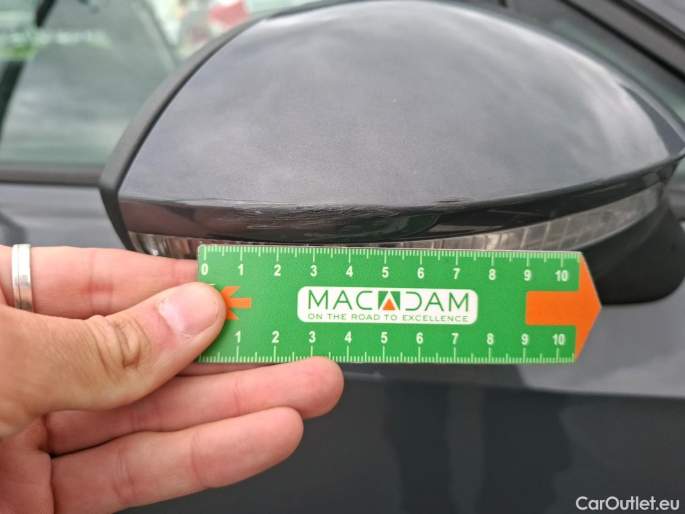 0 1 2 3 4 5 6 7 8 9 10
MACADAM
ON THE ROAD TO EXCELLENCE
1 2 3 4 5 6 7 8 9 10
CarOutlet.eu